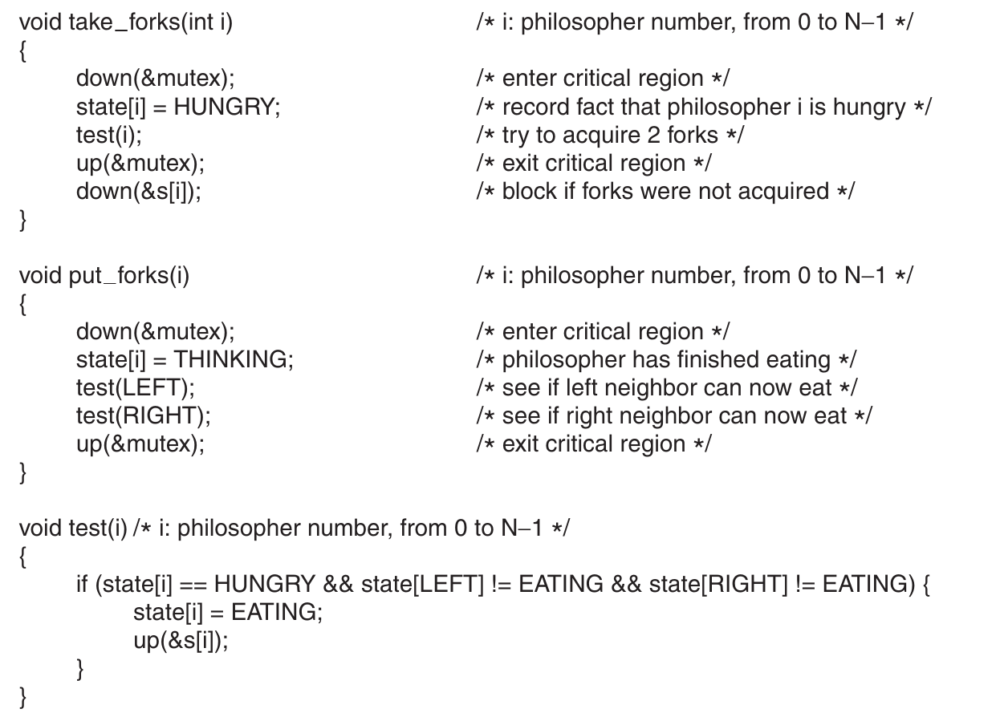 void take_forks(int i) /* i: philosopher number, from 0 to N–1 */
{
down(&mutex); /* enter critical region */
state[i] = HUNGRY; /* record fact that philosopher i is hungry */
test(i); /* try to acquire 2 forks */
up(&mutex); /* exit critical region */
down(&s[i]); /* block if forks were not acquired */
}
void put_forks(i) /* i: philosopher number, from 0 to N–1 */
{
down(&mutex); /* enter critical region */
state[i] = THINKING; /* philosopher has finished eating */
test(LEFT); /* see if left neighbor can now eat */
test(RIGHT); /* see if right neighbor can now eat */
up(&mutex); /* exit critical region */
}
void test(i) /* i: philosopher number, from 0 to N–1 */
{
if (state[i] == HUNGRY && state[LEFT] != EATING && state[RIGHT] != EATING) {
state[i] = EATING;
up(&s[i]);
}
}